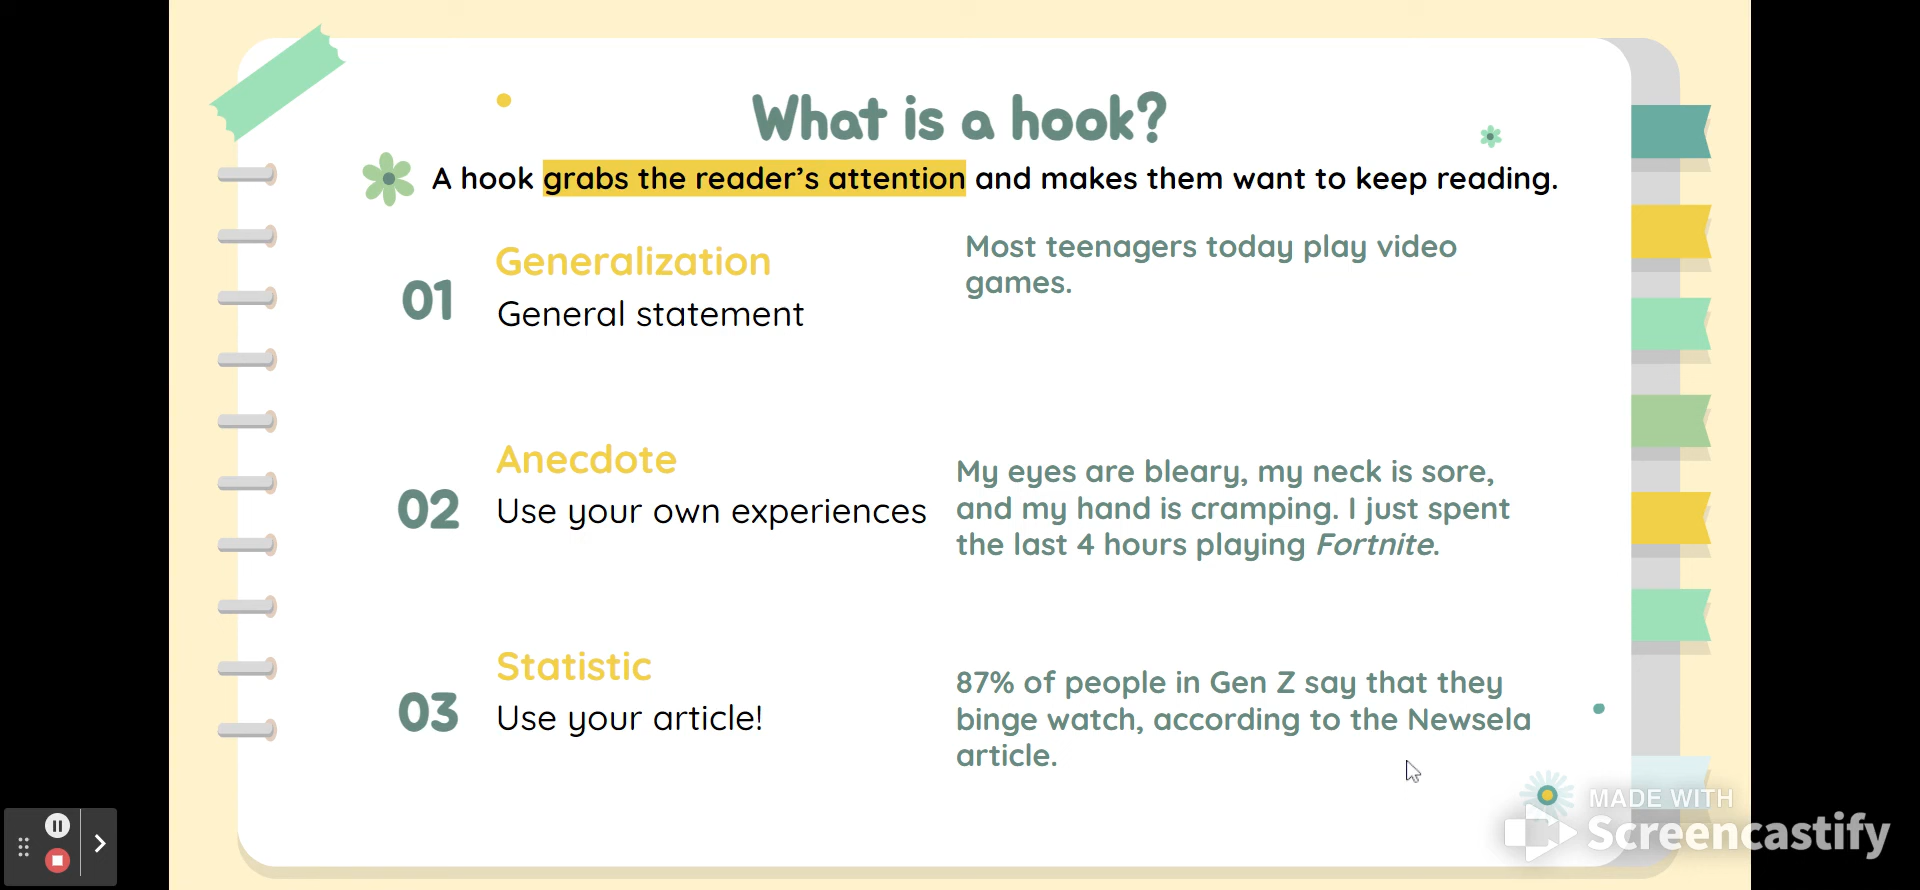 What is a hook?
A hook grabs the reader's attention and makes them want to keep reading.
01
Generalization
General statement
Most teenagers today play video
games.
02
Anecdote
Use your own experiences
My eyes are bleary, my neck is sore,
and my hand is cramping. I just spent
the last 4 hours playing Fortnite.
03
Statistic
Use your article!
87% of people in Gen Z say that they
binge watch, according to the Newsela
article.
MADE WITH
Screencastify